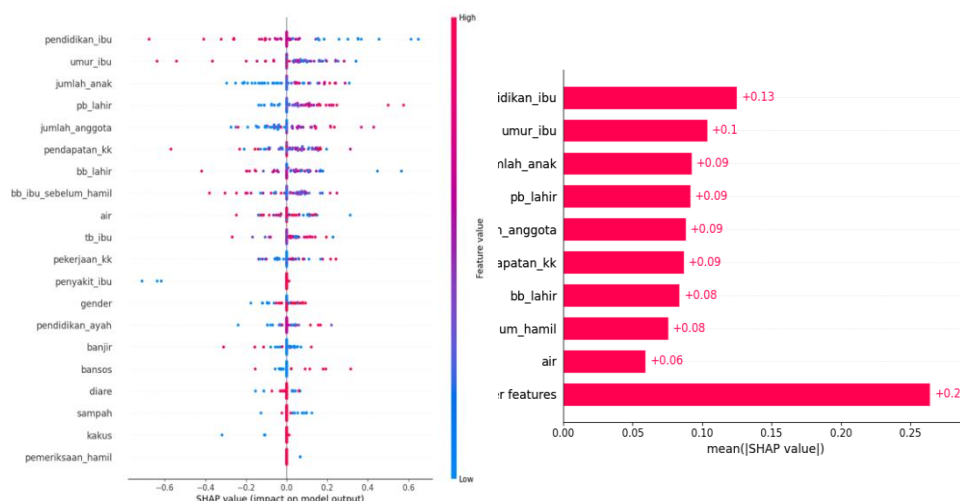 High
pendidikan_ibu
umur_ibu
jumlah_anak
pb_lahir
jumlah_anggota
pendapatan_kk
bb_lahir
bb_ibu_sebelum_hamil
air
tb_ibu
pekerjaan_kk
penyakit_ibu
gender
pendidikan_ayah
banjir
bansos
diare
sampah
kakus
pemeriksaan_hamil
Low
−0.6 −0.4 −0.2 0.0 0.2 0.4 0.6
SHAP value (impact on model output)
Feature value
idikan_ibu +0.13
umur_ibu +0.1
mlah_anak +0.09
pb_lahir +0.09
n_anggota +0.09
apatan_kk +0.09
bb_lahir +0.08
um_hamil +0.08
air +0.06
r features +0.2
0.00 0.05 0.10 0.15 0.20 0.25
mean(|SHAP value|)